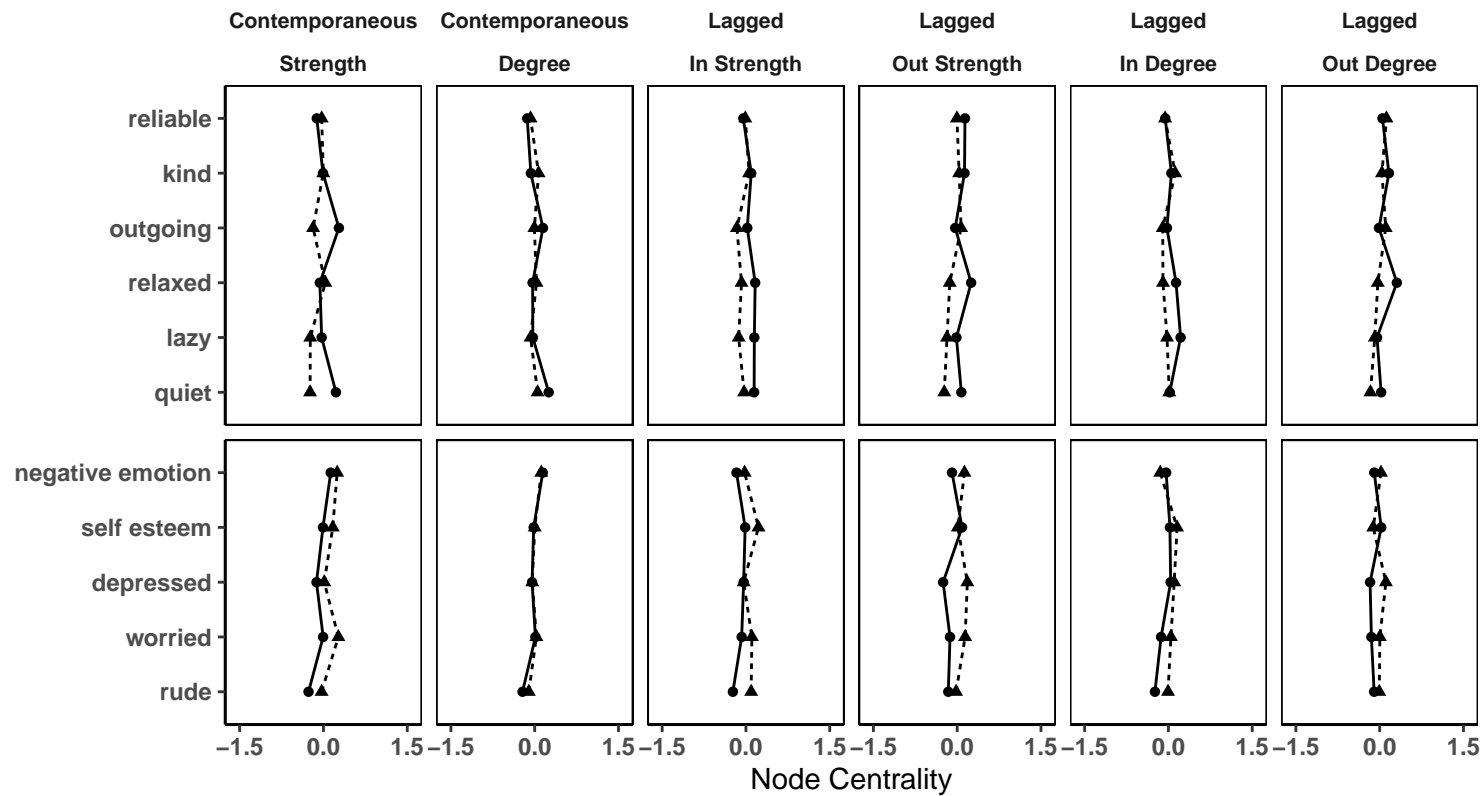 Contemporaneous Contemporaneous Lagged Lagged Lagged Lagged
Strength Degree In Strength Out Strength In Degree Out Degree
reliable
kind
outgoing
relaxed
lazy
quiet
negative emotion
self esteem
depressed
worried
rude
−1.5 0.0 1.5 −1.5 0.0 1.5 −1.5 0.0 1.5 −1.5 0.0 1.5 −1.5 0.0 1.5 −1.5 0.0 1.5
Node Centrality